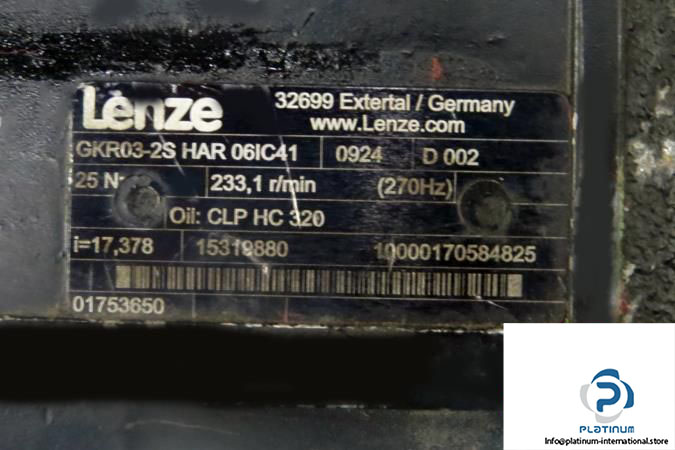 Lenze
32699 Extertal / Germany
www.Lenze.com
GKR03-2S HAR 06IC41 0924 D 002
25 N 233,1 r/min (270Hz)
Oil: CLP HC 320
i=17,378 15319880 10000170584825
01753650
PLATINUM
Info@platinum-international.store